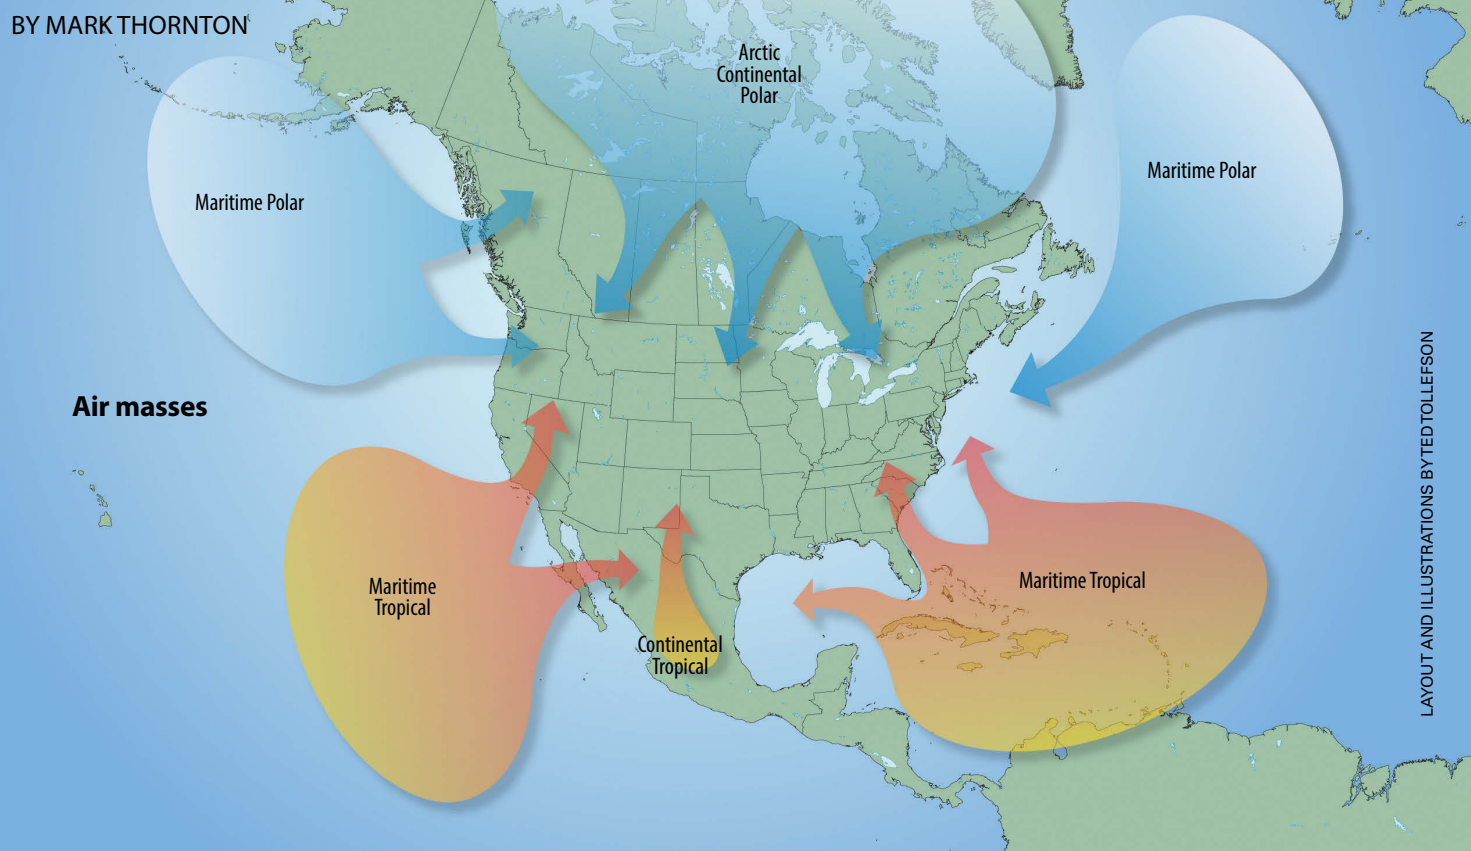 BY MARK THORNTON
Arctic
Continental
Polar
Maritime Polar
Maritime Polar
Air masses
Maritime
Tropical
Continental
Tropical
Maritime Tropical
LAYOUT AND ILLUSTRATIONS BY TED TOLLEFSON